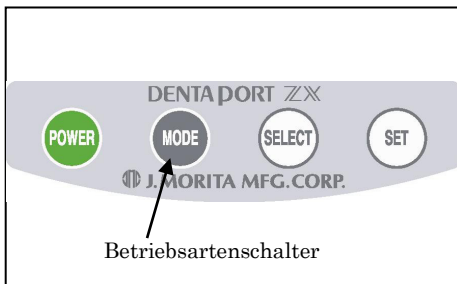 DENTAPORT ZX
POWER MODE SELECT SET
J. MORITA MFG. CORP.
Betriebsartenschalter